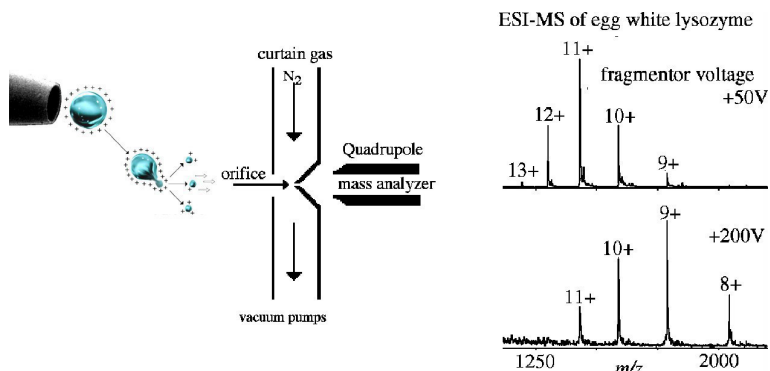 curtain gas
N2
orifice
Quadrupole
mass analyzer
vacuum pumps
ESI-MS of egg white lysozyme
11+
fragmentor voltage
+50V
12+
10+
13+
9+
9+
+200V
10+
8+
11+
1250
m/z
2000